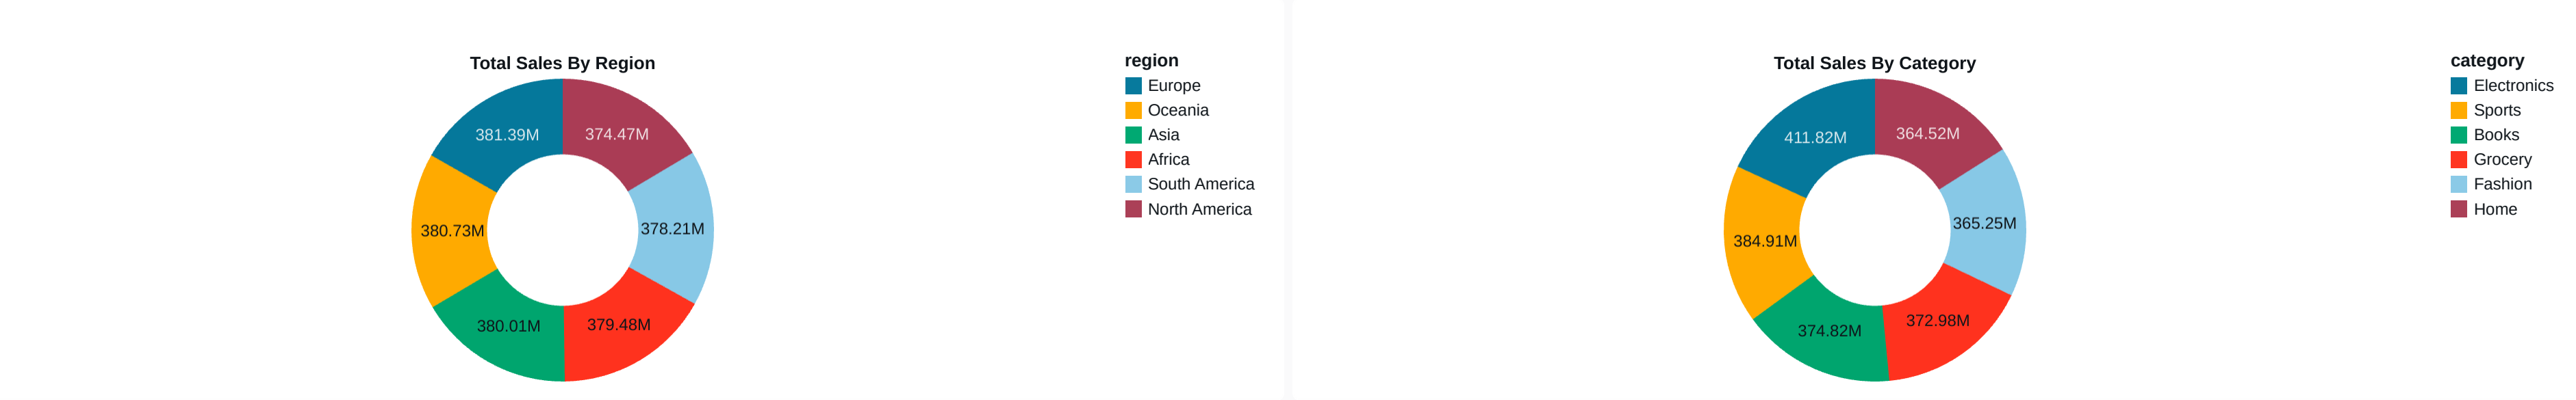 Total Sales By Region
381.39M
374.47M
380.73M
378.21M
380.01M
379.48M
region
Europe
Oceania
Asia
Africa
South America
North America
Total Sales By Category
411.82M
364.52M
384.91M
365.25M
374.82M
372.98M
category
Electronics
Sports
Books
Grocery
Fashion
Home